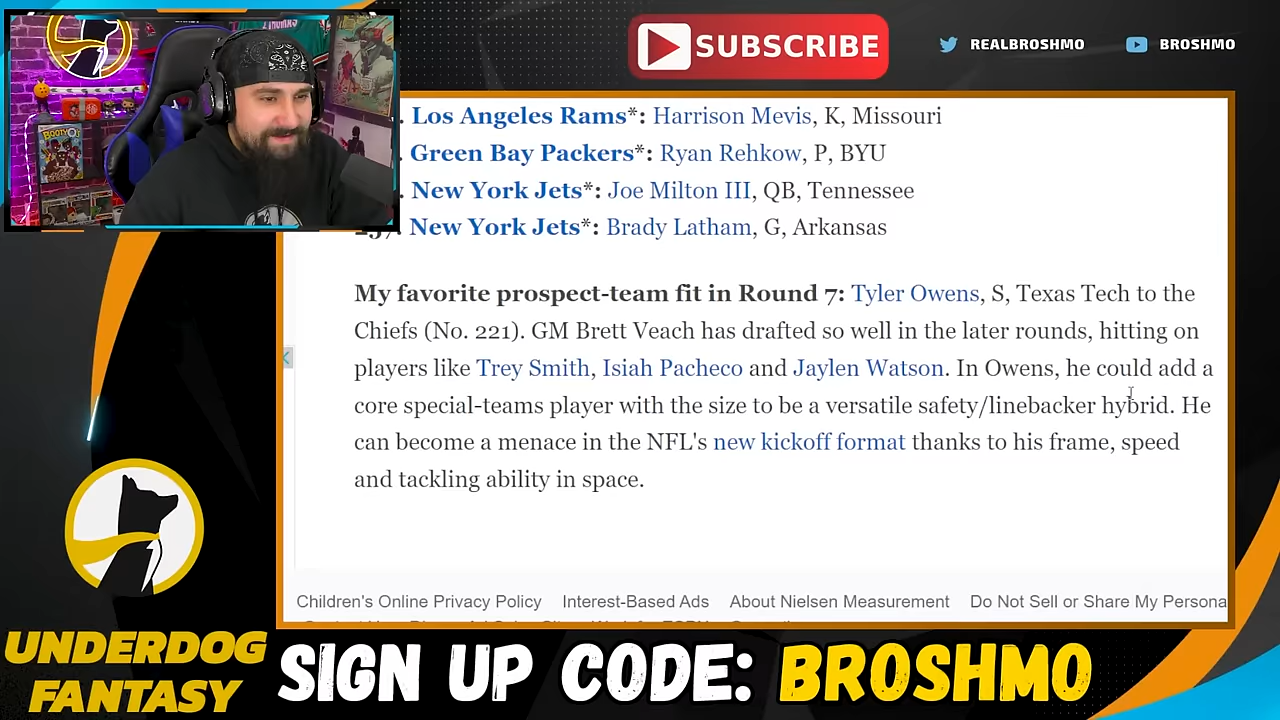 SUBSCRIBE
REALBROSHMO
BROSHMO
Los Angeles Rams*: Harrison Mevis, K, Missouri
Green Bay Packers*: Ryan Rehkow, P, BYU
New York Jets*: Joe Milton III, QB, Tennessee
257. New York Jets*: Brady Latham, G, Arkansas
My favorite prospect-team fit in Round 7: Tyler Owens, S, Texas Tech to the
Chiefs (No. 221). GM Brett Veach has drafted so well in the later rounds, hitting on
players like Trey Smith, Isiah Pacheco and Jaylen Watson. In Owens, he could add a
core special-teams player with the size to be a versatile safety/linebacker hybrid. He
can become a menace in the NFL's new kickoff format thanks to his frame, speed
and tackling ability in space.
Children's Online Privacy Policy Interest-Based Ads About Nielsen Measurement Do Not Sell or Share My Persona
UNDERDOG
FANTASY
SIGN UP CODE: BROSHMO